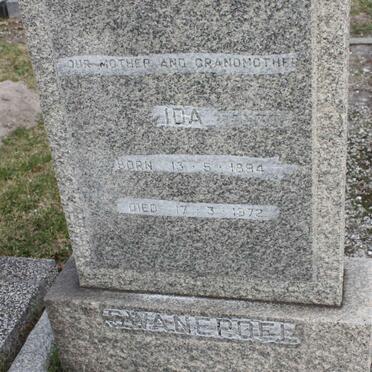 OUR MOTHER AND GRANDMOTHER
IDA
BORN 13·5·1894
DIED 17·3·1972
SWANEPOEL